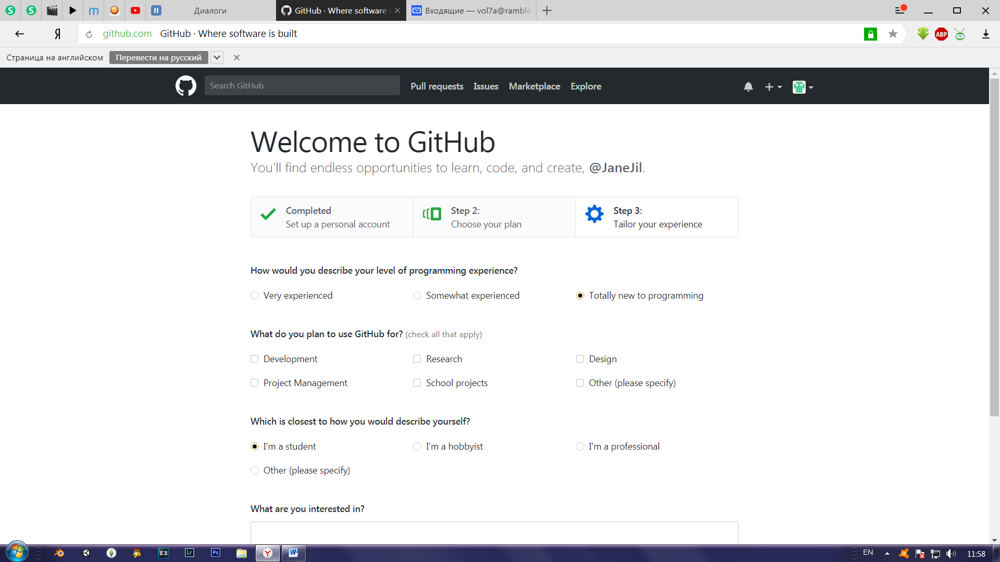 Диалоги
GitHub · Where software i
Входящие — vol7a@ramble
github.com GitHub · Where software is built
ABP
Страница на английском Перевести на русский
Search GitHub Pull requests Issues Marketplace Explore
Welcome to GitHub
You'll find endless opportunities to learn, code, and create, @JaneJil.
Completed
Set up a personal account
Step 2:
Choose your plan
Step 3:
Tailor your experience
How would you describe your level of programming experience?
Very experienced Somewhat experienced Totally new to programming
What do you plan to use GitHub for? (check all that apply)
Development Research Design
Project Management School projects Other (please specify)
Which is closest to how you would describe yourself?
I'm a student I'm a hobbyist I'm a professional
Other (please specify)
What are you interested in?
Lr Ps EN 11:58